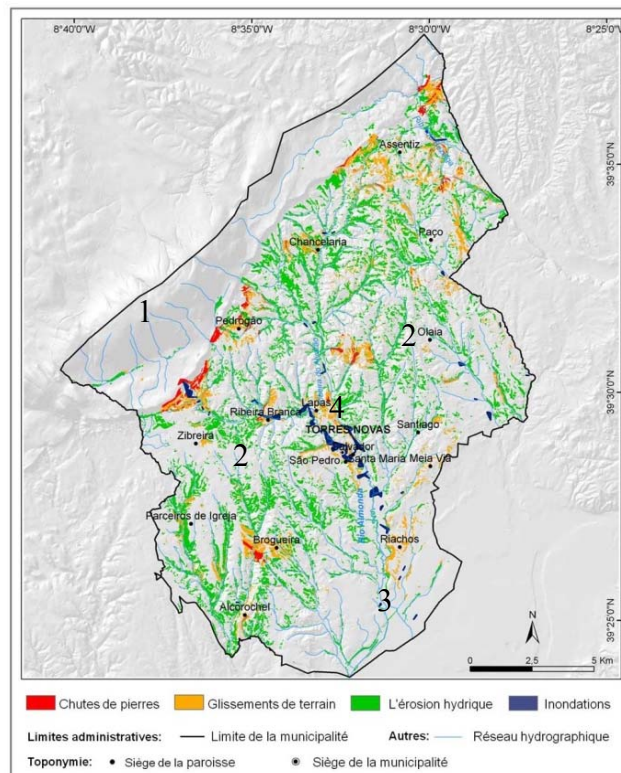 8°40'0"W 8°35'0"W 8°30'0"W 8°25'0"W
39°35'0"N
Assentiz
Paço
Chancelaria
1
Pedrogão
2 Olaia
39°30'0"N
Lapas
4
Ribeira Branca
TORRES NOVAS
Santiago
Zibreira
2
Salvador
São Pedro Santa Maria Meia Via
Rio Almonda
Parceiros de Igreja
Brogueira
Riachos
3
Alcorochel
39°25'0"N
N
0 2,5 5 Km
Chutes de pierres Glissements de terrain L'érosion hydrique Inondations
Limites administratives: Limite de la municipalité Autres: Réseau hydrographique
Toponymie: Siège de la paroisse Siège de la municipalité